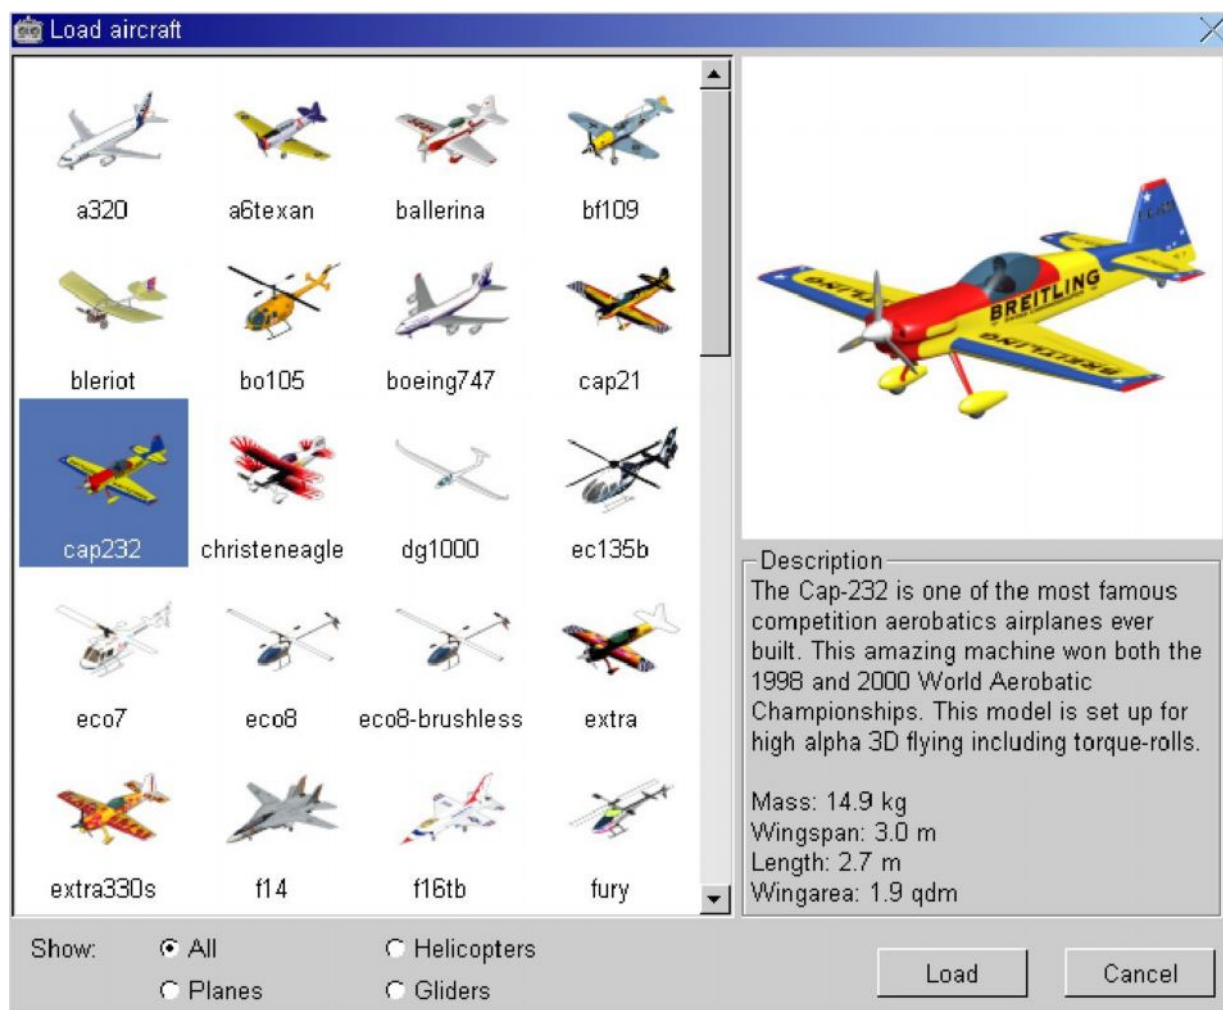 Load aircraft
a320 a6texan ballerina bf109
bleriot bo105 boeing747 cap21
cap232 christeneagle dg1000 ec135b
eco7 eco8 eco8-brushless extra
extra330s f14 f16tb fury
BREITLING
BREITLING
Description
The Cap-232 is one of the most famous
competition aerobatics airplanes ever
built. This amazing machine won both the
1998 and 2000 World Aerobatic
Championships. This model is set up for
high alpha 3D flying including torque-rolls.
Mass: 14.9 kg
Wingspan: 3.0 m
Length: 2.7 m
Wingarea: 1.9 qdm
Show: All Helicopters
Planes Gliders
Load Cancel